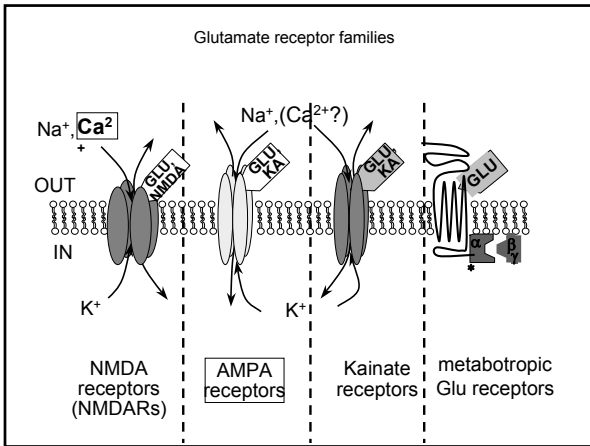 Glutamate receptor families
Na⁺, Ca²
+
Na⁺,(Ca²⁺?)
GLU,
NMDA
GLU,
KA
GLU,
KA
GLU
OUT
IN
α
β
γ
*
K⁺
K⁺
NMDA
receptors
(NMDARs)
AMPA
receptors
Kainate
receptors
metabotropic
Glu receptors